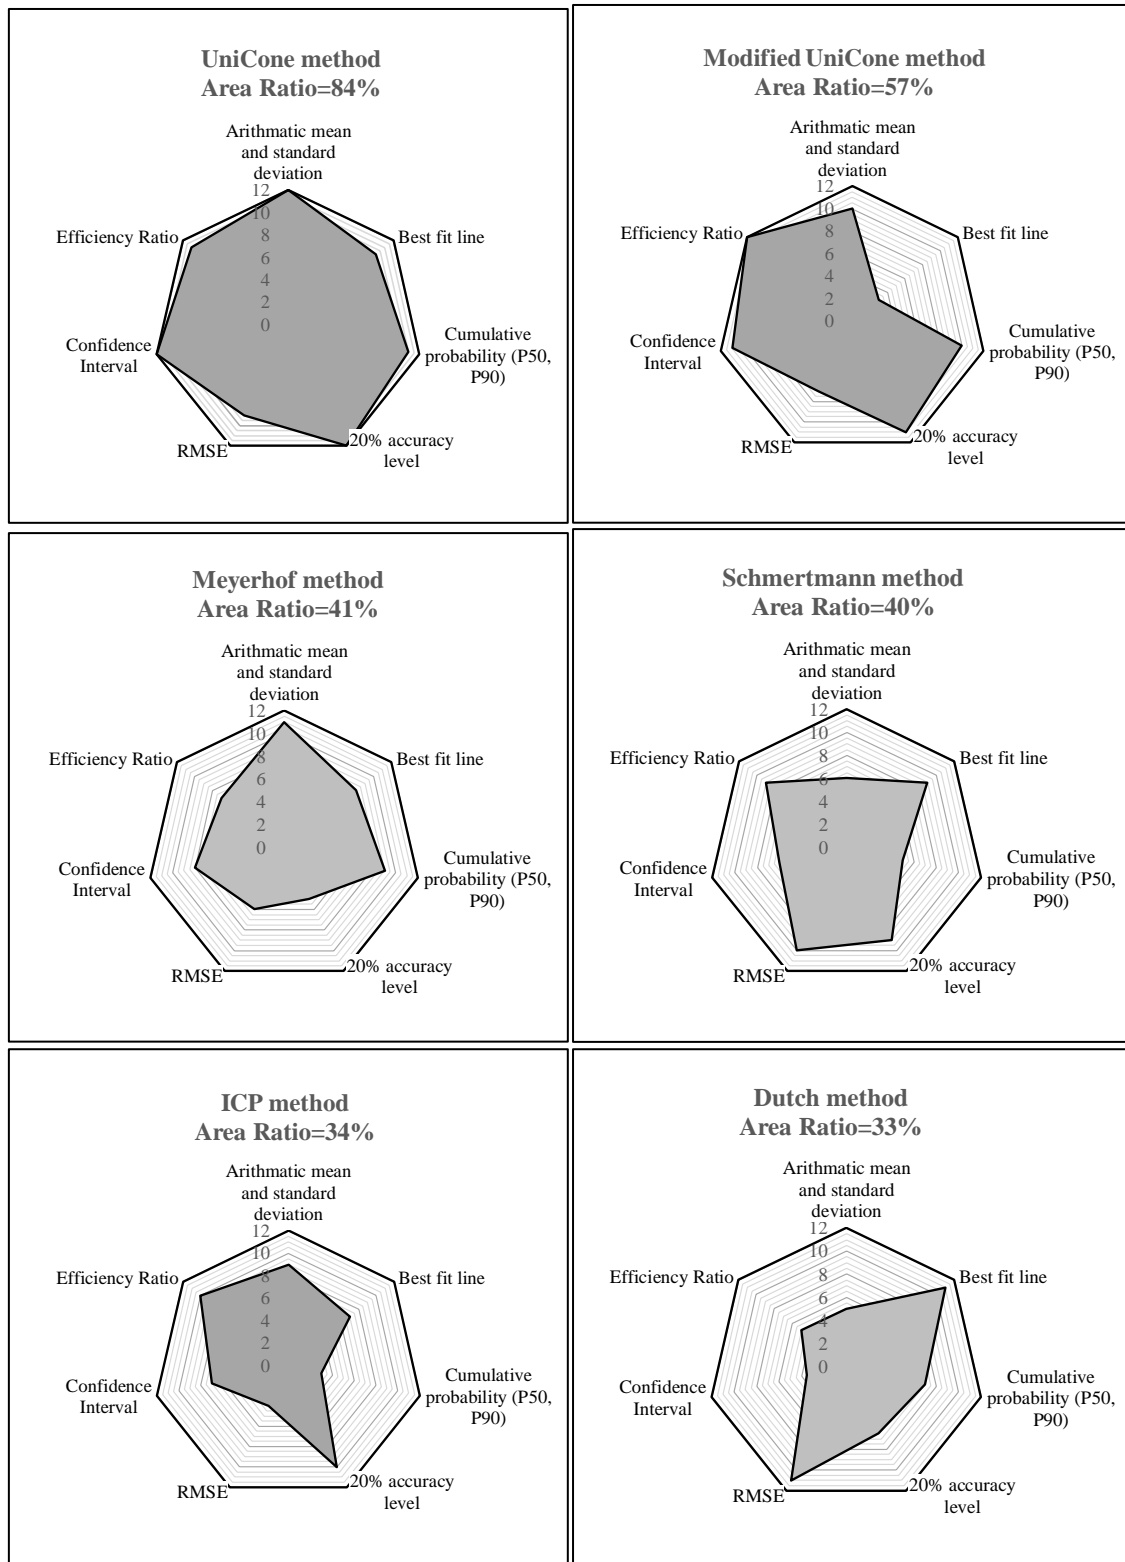 UniCone method
Area Ratio=84%
Arithmatic mean
and standard
deviation
12
10
8
6
4
2
0
Best fit line
Cumulative
probability (P50,
P90)
20% accuracy
level
RMSE
Confidence
Interval
Efficiency Ratio
Modified UniCone method
Area Ratio=57%
Arithmatic mean
and standard
deviation
12
10
8
6
4
2
0
Best fit line
Cumulative
probability (P50,
P90)
20% accuracy
level
RMSE
Confidence
Interval
Efficiency Ratio
Meyerhof method
Area Ratio=41%
Arithmatic mean
and standard
deviation
12
10
8
6
4
2
0
Best fit line
Cumulative
probability (P50,
P90)
20% accuracy
level
RMSE
Confidence
Interval
Efficiency Ratio
Schmertmann method
Area Ratio=40%
Arithmatic mean
and standard
deviation
12
10
8
6
4
2
0
Best fit line
Cumulative
probability (P50,
P90)
20% accuracy
level
RMSE
Confidence
Interval
Efficiency Ratio
ICP method
Area Ratio=34%
Arithmatic mean
and standard
deviation
12
10
8
6
4
2
0
Best fit line
Cumulative
probability (P50,
P90)
20% accuracy
level
RMSE
Confidence
Interval
Efficiency Ratio
Dutch method
Area Ratio=33%
Arithmatic mean
and standard
deviation
12
10
8
6
4
2
0
Best fit line
Cumulative
probability (P50,
P90)
20% accuracy
level
RMSE
Confidence
Interval
Efficiency Ratio